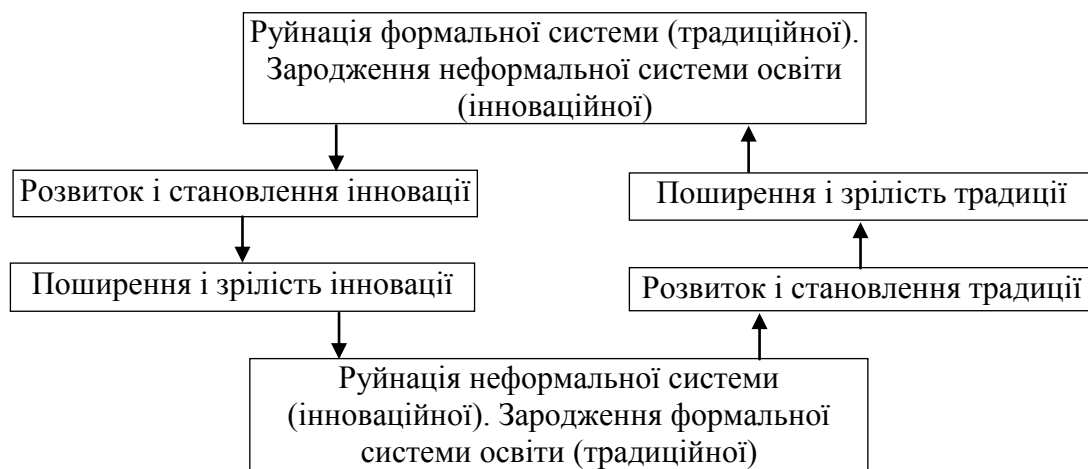 Руйнація формальної системи (традиційної).
Зародження неформальної системи освіти
(інноваційної)
Розвиток і становлення інновації
Поширення і зрілість традиції
Поширення і зрілість інновації
Розвиток і становлення традиції
Руйнація неформальної системи
(інноваційної). Зародження формальної
системи освіти (традиційної)